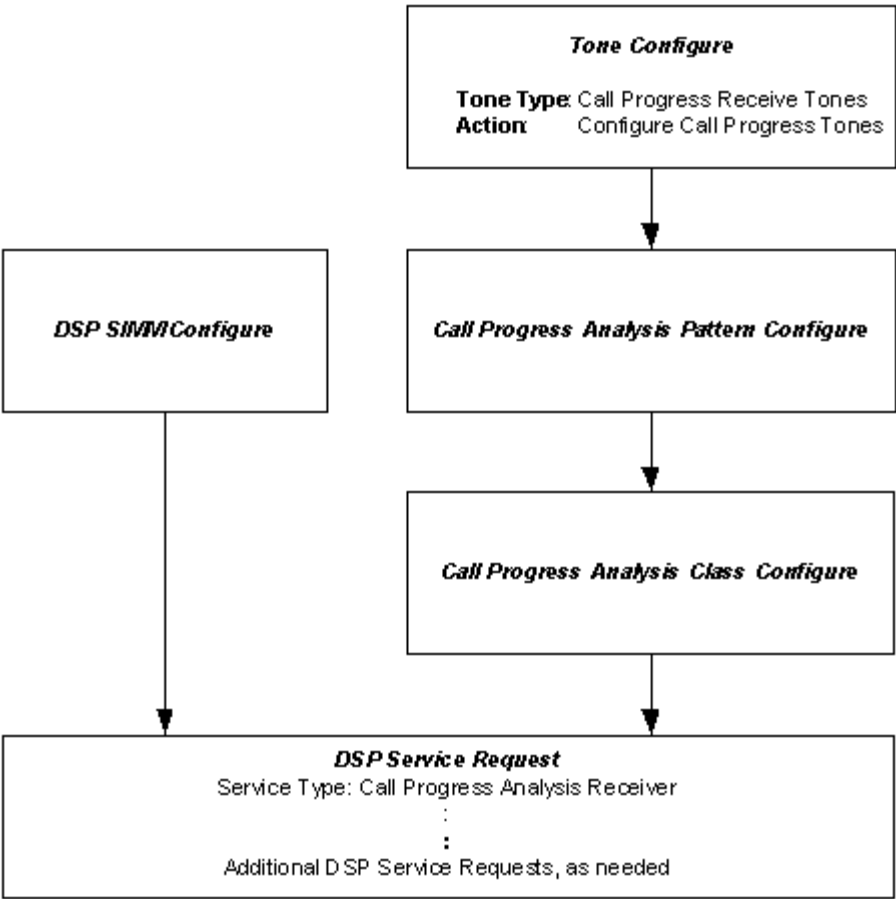 Tone Configure
Tone Type: Call Progress Receive Tones
Action: Configure Call Progress Tones
DSP SIMM Configure
Call Progress Analysis Pattern Configure
Call Progress Analysis Class Configure
DSP Service Request
Service Type: Call Progress Analysis Receiver
:
:
Additional DSP Service Requests, as needed